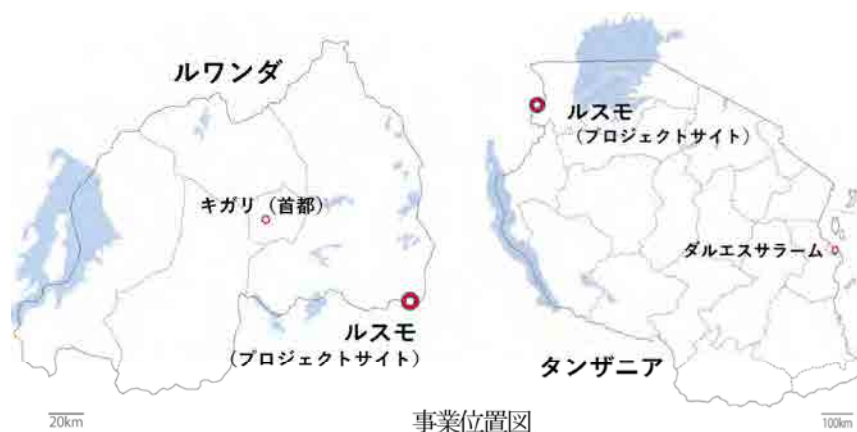 ルワンダ
キガリ（首都）
ルスモ
（プロジェクトサイト）
20km
ルスモ
（プロジェクトサイト）
ダルエスサラーム
タンザニア
100km
事業位置図